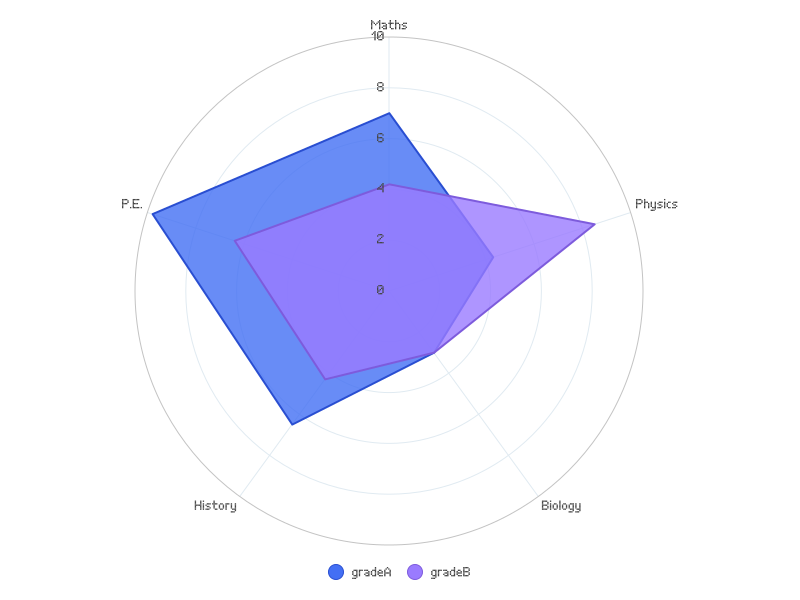 Maths
10
8
6
4
2
0
P.E.
Physics
History
Biology
gradeA
gradeB